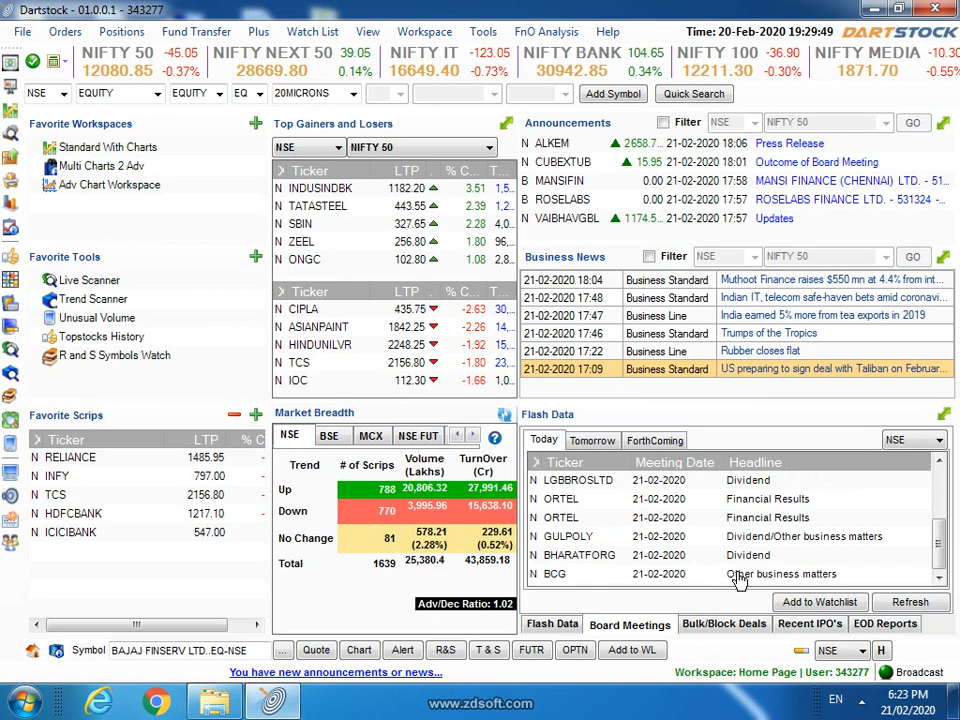 Dartstock - 01.0.0.1 - 343277
File Orders Positions Fund Transfer Plus Watch List View Workspace Tools FnO Analysis Help Time: 20-Feb-2020 19:29:49 DARTSTOCK
NIFTY 50 -45.05 NIFTY NEXT 50 39.05 NIFTY IT -123.05 NIFTY BANK 104.65 NIFTY 100 -36.90 NIFTY MEDIA -10.30
12080.85 -0.37% 28669.80 0.14% 16649.40 -0.73% 30942.85 0.34% 12211.30 -0.30% 1871.70 -0.55%
NSE EQUITY EQUITY EQ 20MICRONS Add Symbol Quick Search
Favorite Workspaces
Standard With Charts
Multi Charts 2 Adv
Adv Chart Workspace
Favorite Tools
Live Scanner
Trend Scanner
Unusual Volume
Topstocks History
R and S Symbols Watch
Favorite Scrips
Ticker LTP % C
N RELIANCE 1485.95
N INFY 797.00
N TCS 2156.80
N HDFCBANK 1217.10
N ICICIBANK 547.00
Top Gainers and Losers
NSE NIFTY 50
Ticker LTP . % C... T...
N INDUSINDBK 1182.20 3.51 1,5...
N TATASTEEL 443.55 2.39 1,2...
N SBIN 327.65 2.28 4,0...
N ZEEL 256.80 1.80 96,...
N ONGC 102.80 1.08 2,8...
Ticker LTP . % C... T...
N CIPLA 435.75 -2.63 30,...
N ASIANPAINT 1842.25 -2.26 14,...
N HINDUNILVR 2248.25 -1.92 15,...
N TCS 2156.80 -1.80 23,...
N IOC 112.30 -1.66 1,...
Market Breadth
NSE BSE MCX NSE FUT
Trend # of Scrips Volume (Lakhs) TurnOver (Cr)
Up 788 20,806.32 27,991.46
Down 770 3,995.96 15,638.10
No Change 81 578.21 (2.28%) 229.61 (0.52%)
Total 1639 25,380.4 43,859.18
Adv/Dec Ratio: 1.02
Announcements Filter NSE NIFTY 50 GO
N ALKEM 2658.7... 21-02-2020 18:06 Press Release
N CUBEXTUB 15.95 21-02-2020 18:01 Outcome of Board Meeting
B MANSIFIN 0.00 21-02-2020 17:58 MANSI FINANCE (CHENNAI) LTD. - 51...
B ROSELABS 0.00 21-02-2020 17:57 ROSELABS FINANCE LTD. - 531324 - ...
N VAIBHAVGBL 1174.5... 21-02-2020 17:57 Updates
Business News Filter NSE NIFTY 50 GO
21-02-2020 18:04 Business Standard Muthoot Finance raises $550 mn at 4.4% from int...
21-02-2020 17:48 Business Standard Indian IT, telecom safe-haven bets amid coronavi...
21-02-2020 17:47 Business Line India earned 5% more from tea exports in 2019
21-02-2020 17:46 Business Standard Trumps of the Tropics
21-02-2020 17:22 Business Line Rubber closes flat
21-02-2020 17:09 Business Standard US preparing to sign deal with Taliban on Februar...
Flash Data
Today Tomorrow ForthComing NSE
Ticker Meeting Date Headline
N LGBBROSLTD 21-02-2020 Dividend
N ORTEL 21-02-2020 Financial Results
N ORTEL 21-02-2020 Financial Results
N GULPOLY 21-02-2020 Dividend/Other business matters
N BHARATFORG 21-02-2020 Dividend
N BCG 21-02-2020 Other business matters
Add to Watchlist Refresh
Flash Data Board Meetings Bulk/Block Deals Recent IPO's EOD Reports
Symbol BAJAJ FINSERV LTD..EQ-NSE ... Quote Chart Alert R&S T & S FUTR OPTN Add to WL NSE H
You have new announcements or news... Workspace: Home Page | User: 343277 Broadcast
www.zdsoft.com EN 6:23 PM
21/02/2020